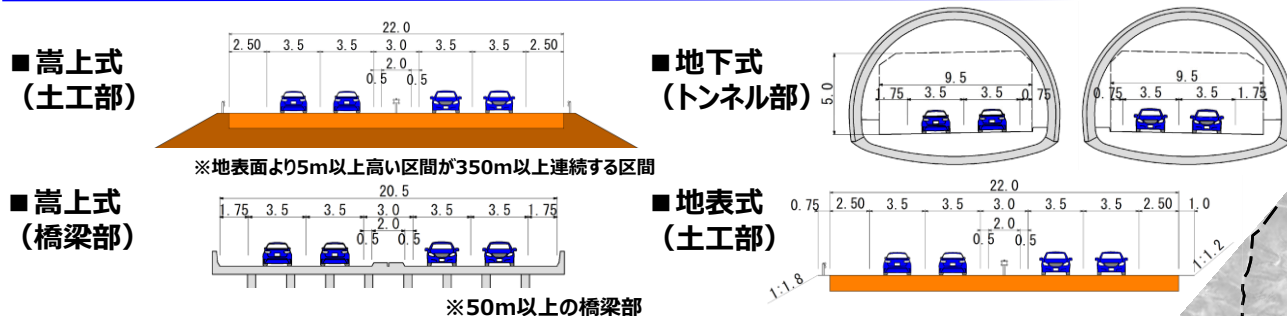 ■嵩上式
（土工部）
22.0
2.50 3.5 3.5 3.0 3.5 3.5 2.50
2.0
0.5 0.5
※地表面より5m以上高い区間が350m以上連続する区間
■地下式
（トンネル部）
5.0
9.5
1.75 3.5 3.5 0.75
9.5
0.75 3.5 3.5 1.75
■嵩上式
（橋梁部）
20.5
1.75 3.5 3.5 3.0 3.5 3.5 1.75
2.0
0.5 0.5
※50m以上の橋梁部
■地表式
（土工部）
22.0
0.75 2.50 3.5 3.5 3.0 3.5 3.5 2.50 1.0
2.0
0.5 0.5
1:1.8
1:1.2